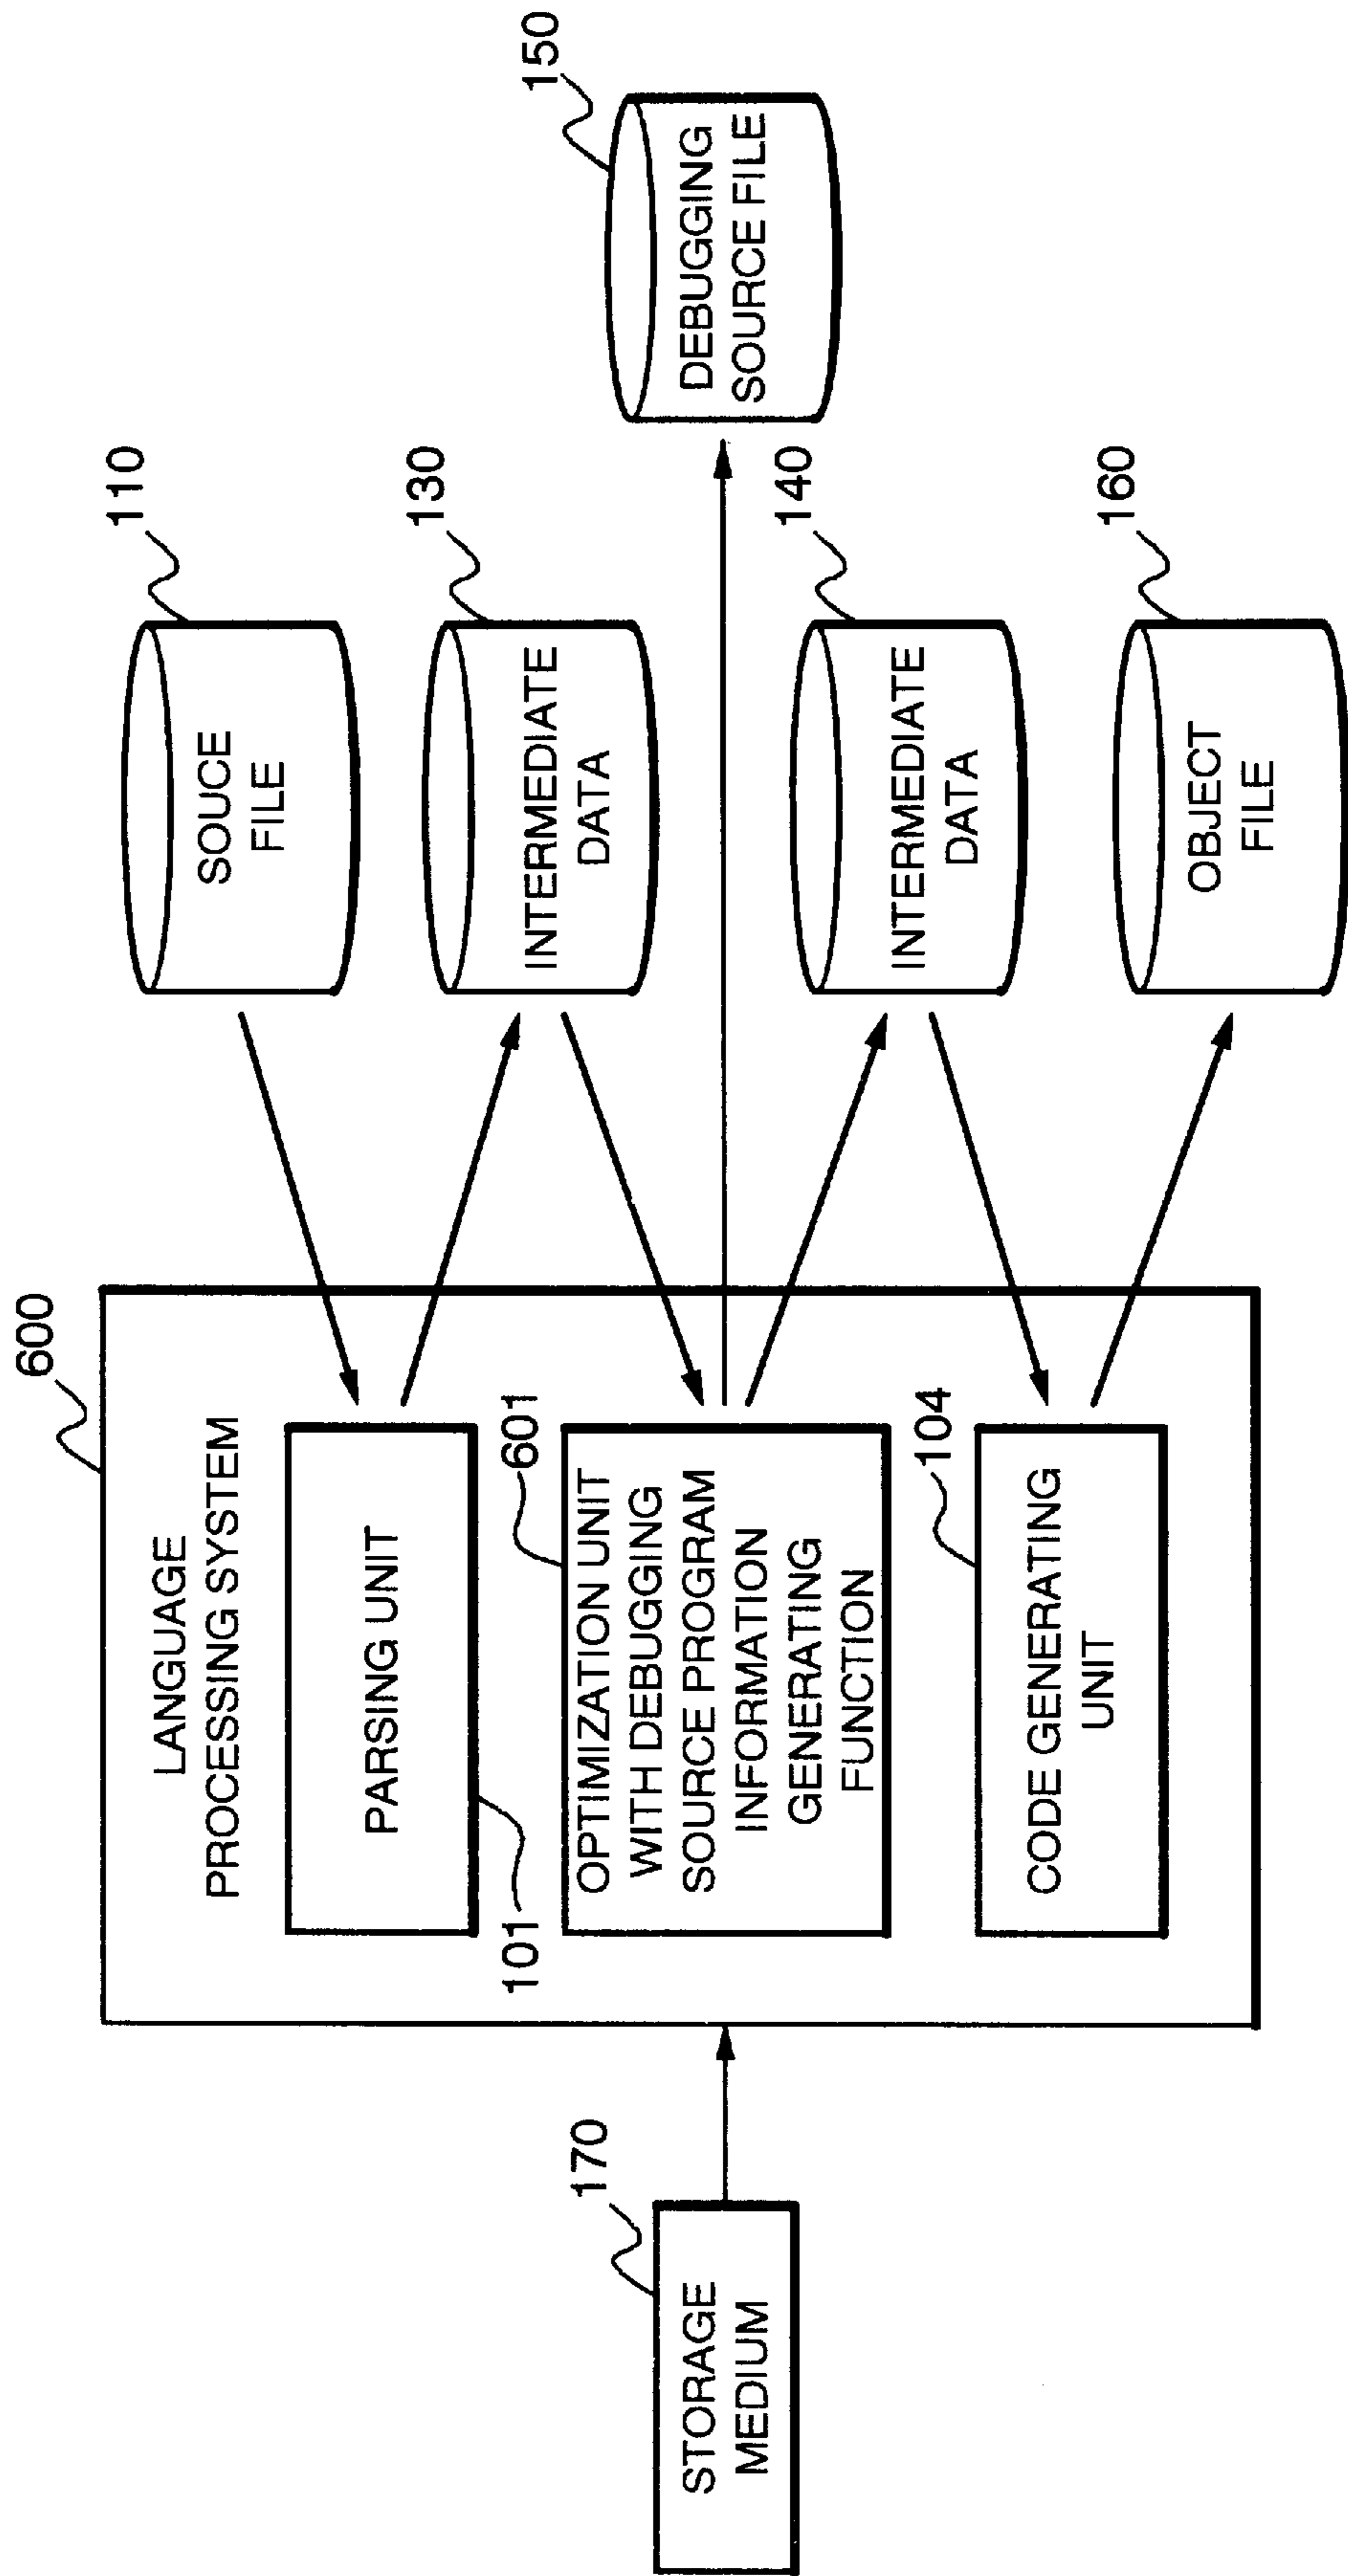 600
LANGUAGE
PROCESSING SYSTEM
PARSING UNIT
101
601
OPTIMIZATION UNIT
WITH DEBUGGING
SOURCE PROGRAM
INFORMATION
GENERATING
FUNCTION
104
CODE GENERATING
UNIT
170
STORAGE
MEDIUM
110
SOUCE
FILE
130
INTERMEDIATE
DATA
140
INTERMEDIATE
DATA
160
OBJECT
FILE
150
DEBUGGING
SOURCE FILE